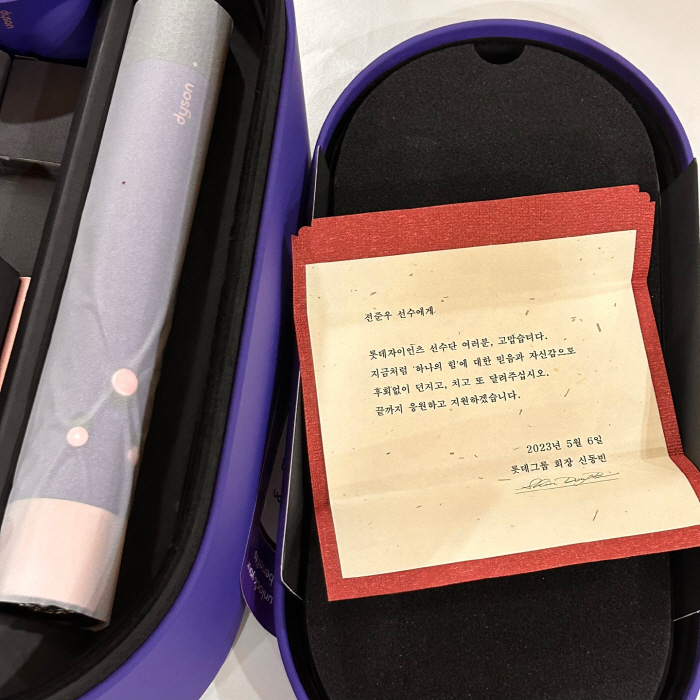 dyson
dyson
전준우 선수에게
롯데자이언츠 선수단 여러분, 고맙습니다.
지금처럼 '하나의 힘'에 대한 믿음과 자신감으로
후회없이 던지고, 치고 또 달려주십시오.
끝까지 응원하고 지원하겠습니다.
2023년 5월 6일
롯데그룹 회장 신동빈